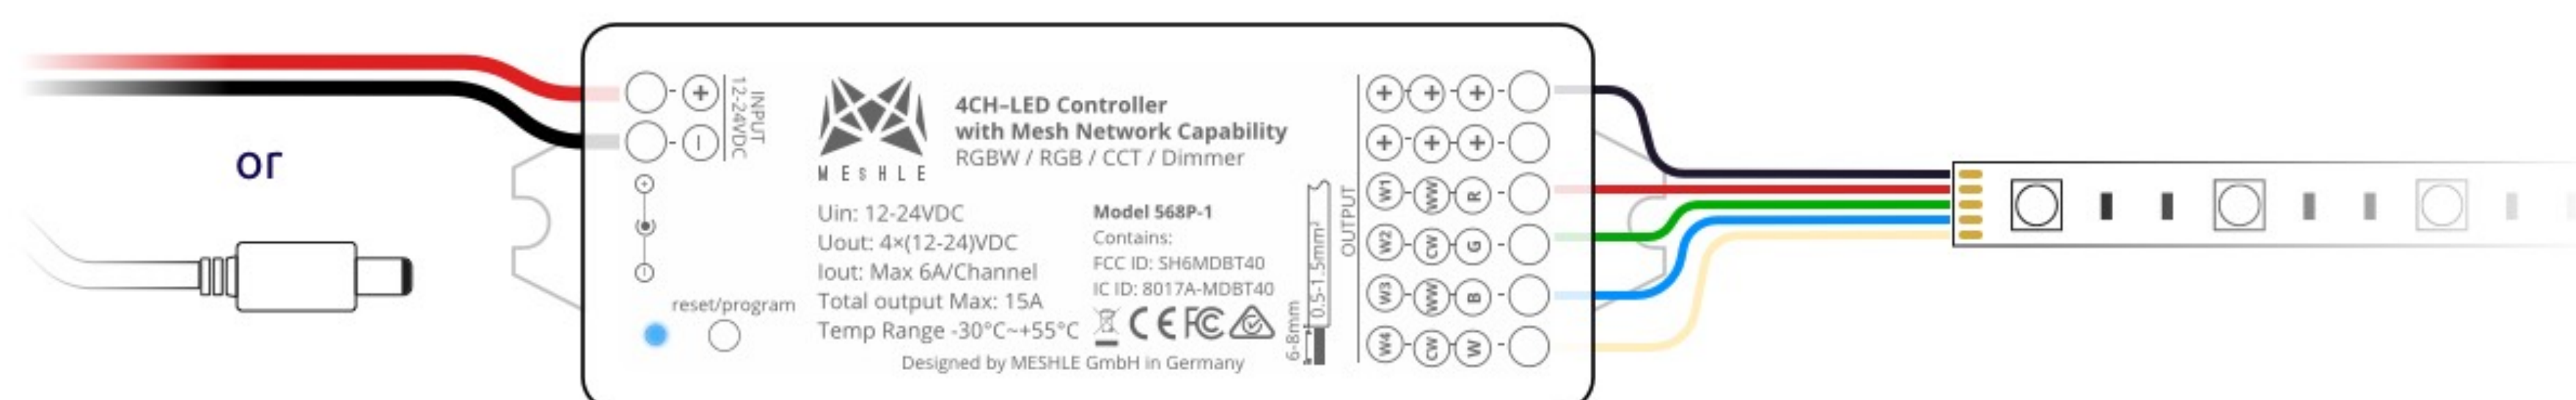 or
+
INPUT
12-24VDC
reset/program
MESHLE
4CH–LED Controller
with Mesh Network Capability
RGBW / RGB / CCT / Dimmer
Uin: 12-24VDC
Uout: 4×(12-24)VDC
Iout: Max 6A/Channel
Total output Max: 15A
Temp Range -30°C~+55°C
Model 568P-1
Contains:
FCC ID: SH6MDBT40
IC ID: 8017A-MDBT40
CE FC
Designed by MESHLE GmbH in Germany
6-8mm
0.5-1.5mm²
OUTPUT
+ + +
+ + +
W1 WW R
W2 CW G
W3 WW B
W4 CW W